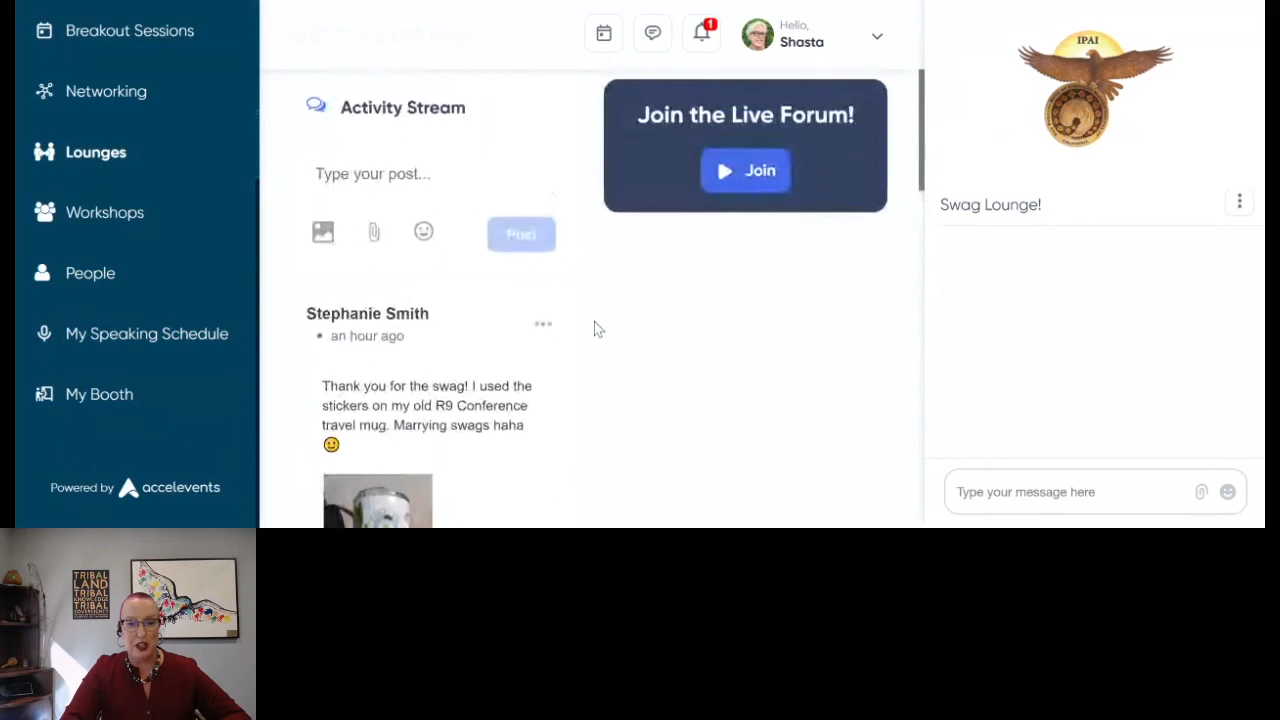 Breakout Sessions
Networking
Lounges
Workshops
People
My Speaking Schedule
My Booth
Powered by accelevents
1
Hello,
Shasta
Activity Stream
Type your post...
Post
Join the Live Forum!
Join
Stephanie Smith
• an hour ago
Thank you for the swag! I used the
stickers on my old R9 Conference
travel mug. Marrying swags haha
IPAI
Swag Lounge!
Type your message here
TRIBAL
LAND
TRIBAL
KNOWLEDGE
TRIBAL
SOVEREIGNTY